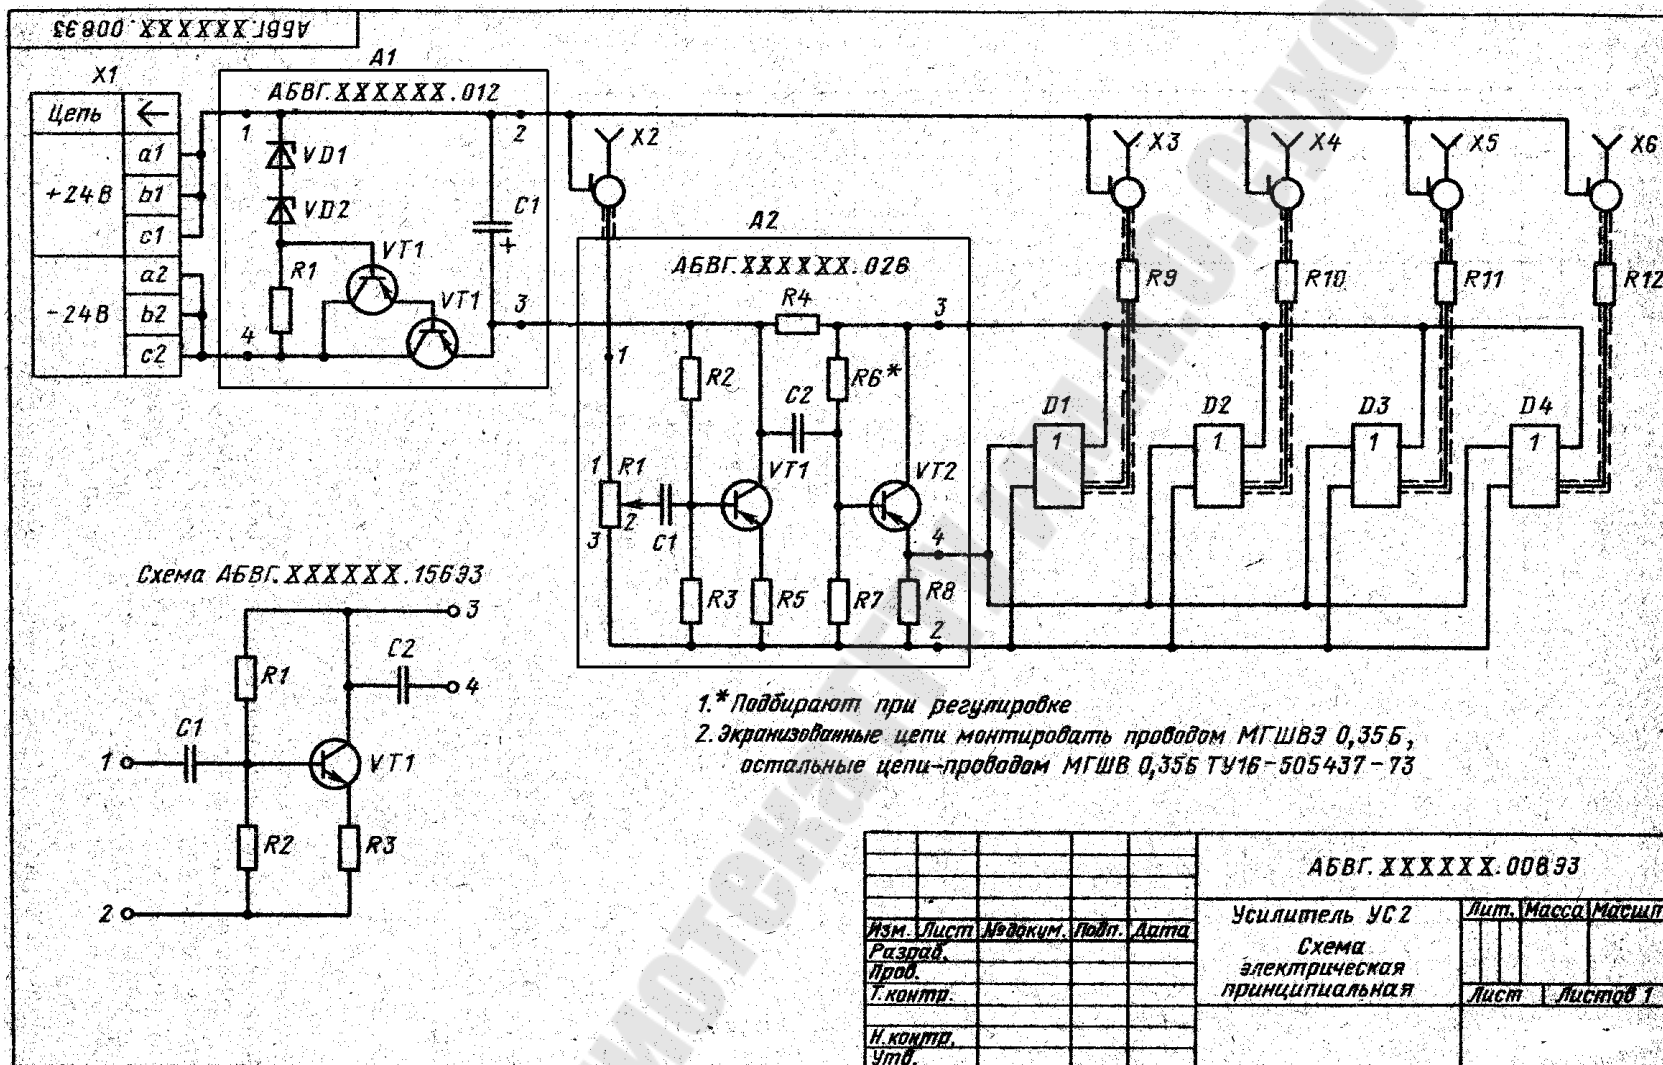 АБВГ.XXXXXX.008Э3
X1
Цепь
+24В
a1
b1
c1
-24В
a2
b2
c2
A1
АБВГ.XXXXXX.012
1
2
VD1
VD2
C1
+
R1
VT1
VT1
3
4
X2
A2
АБВГ.XXXXXX.026
R4
3
1
R2
R6*
C2
1
R1
2
3
C1
VT1
VT2
4
R3
R5
R7
R8
2
X3
X4
X5
X6
R9
R10
R11
R12
D1
D2
D3
D4
1
1
1
1
Схема АБВГ.XXXXXX.156Э3
3
R1
C2
4
C1
1
VT1
R2
R3
2
1.* Подбирают при регулировке
2. Экранизованные цепи монтировать проводом МГШВЭ 0,35Б,
остальные цепи-проводом МГШВ 0,35Б ТУ16-505437-73
АБВГ.XXXXXX.008Э3
Усилитель УС2
Схема
электрическая
принципиальная
Лит. Масса Масшт
Лист Листов 1
Изм. Лист №докум. Подп. Дата
Разраб.
Пров.
Т.контр.
Н.контр.
Утв.